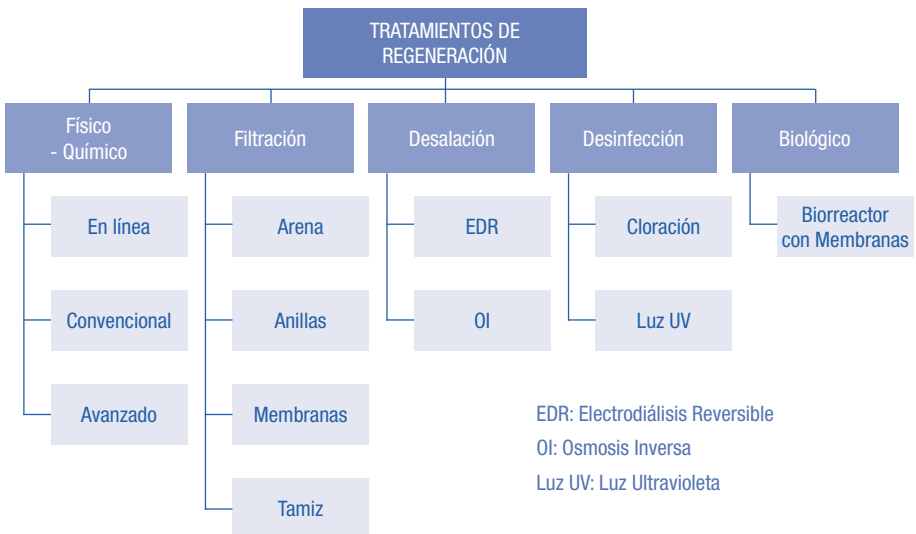 TRATAMIENTOS DE
REGENERACIÓN
Físico
- Químico
Filtración
Desalación
Desinfección
Biológico
En línea
Arena
EDR
Cloración
Biorreactor
con Membranas
Convencional
Anillas
OI
Luz UV
Avanzado
Membranas
Tamiz
EDR: Electrodiálisis Reversible
OI: Osmosis Inversa
Luz UV: Luz Ultravioleta